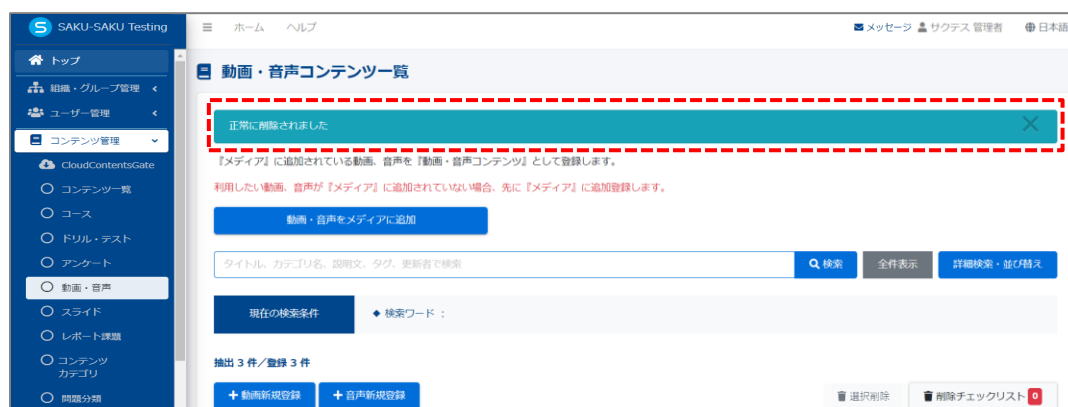 SAKU-SAKU Testing
ホーム ヘルプ
メッセージ サクテス 管理者 日本語
トップ
組織・グループ管理
ユーザー管理
コンテンツ管理
CloudContentsGate
コンテンツ一覧
コース
ドリル・テスト
アンケート
動画・音声
スライド
レポート課題
コンテンツ
カテゴリ
問題分類
動画・音声コンテンツ一覧
正常に削除されました
『メディア』に追加されている動画、音声を『動画・音声コンテンツ』として登録します。
利用したい動画、音声が『メディア』に追加されていない場合、先に『メディア』に追加登録します。
動画・音声をメディアに追加
タイトル、カテゴリ名、説明文、タグ、更新者で検索
検索 全件表示 詳細検索・並び替え
現在の検索条件 ◆ 検索ワード :
抽出 3 件／登録 3 件
+ 動画新規登録 + 音声新規登録
選択削除 削除チェックリスト 0